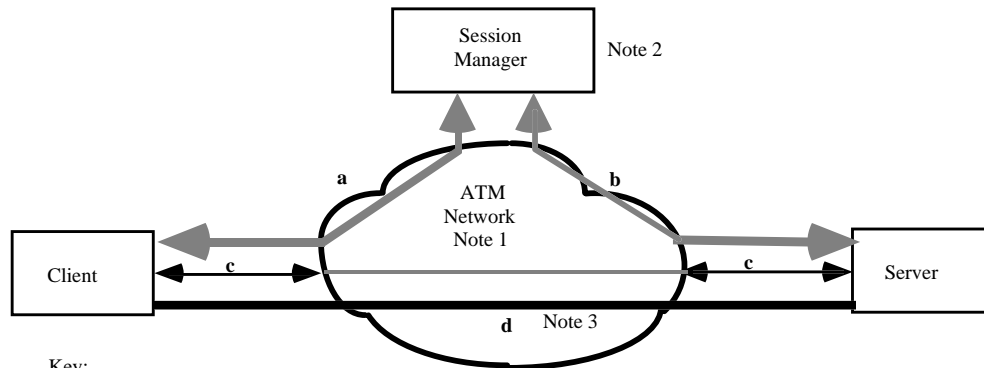 Session
Manager
Note 2
a
b
ATM
Network
Note 1
Client
c
c
Server
d
Note 3
Key: